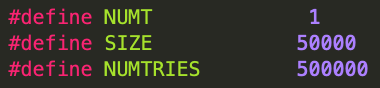 #define NUMT 1
#define SIZE 50000
#define NUMTRIES 500000